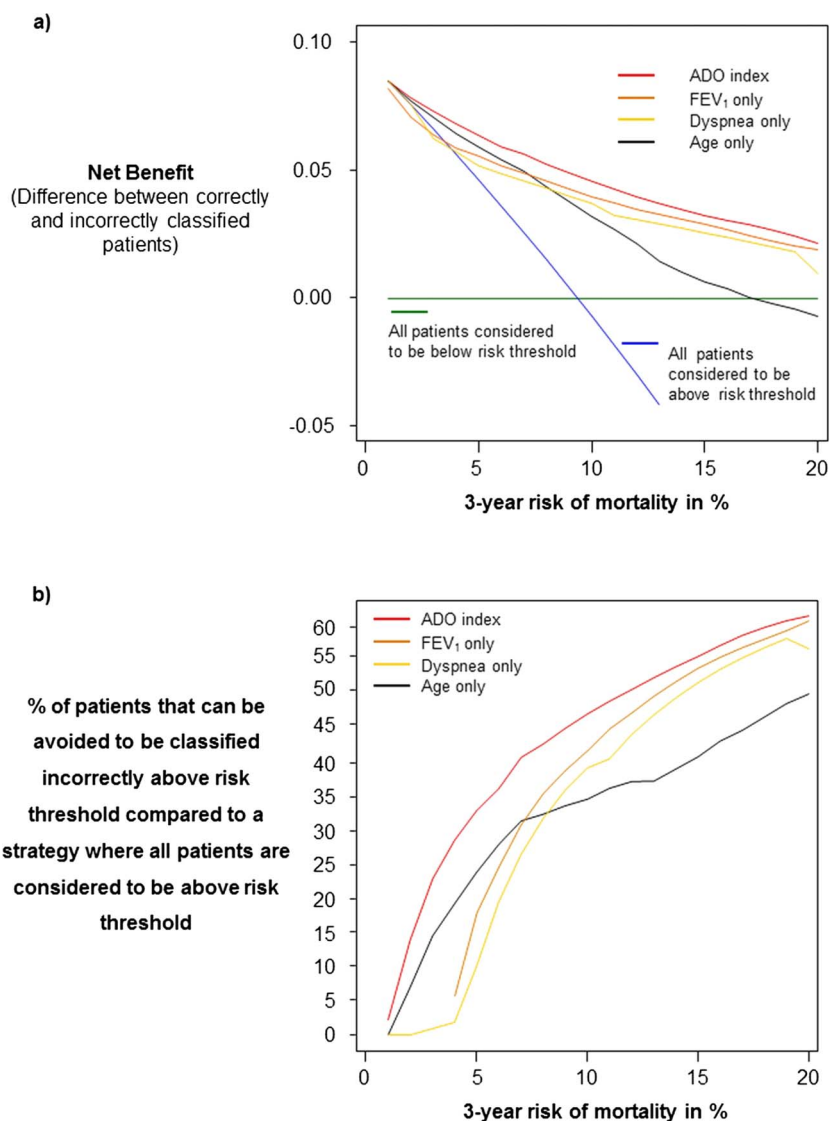 a)
Net Benefit
(Difference between correctly
and incorrectly classified
patients)
0.10
0.05
0.00
-0.05
ADO index
FEV₁ only
Dyspnea only
Age only
All patients considered
to be below risk threshold
All patients
considered to be
above risk threshold
0 5 10 15 20
3-year risk of mortality in %
b)
% of patients that can be
avoided to be classified
incorrectly above risk
threshold compared to a
strategy where all patients are
considered to be above risk
threshold
60
55
50
45
40
35
30
25
20
15
10
5
0
ADO index
FEV₁ only
Dyspnea only
Age only
0 5 10 15 20
3-year risk of mortality in %